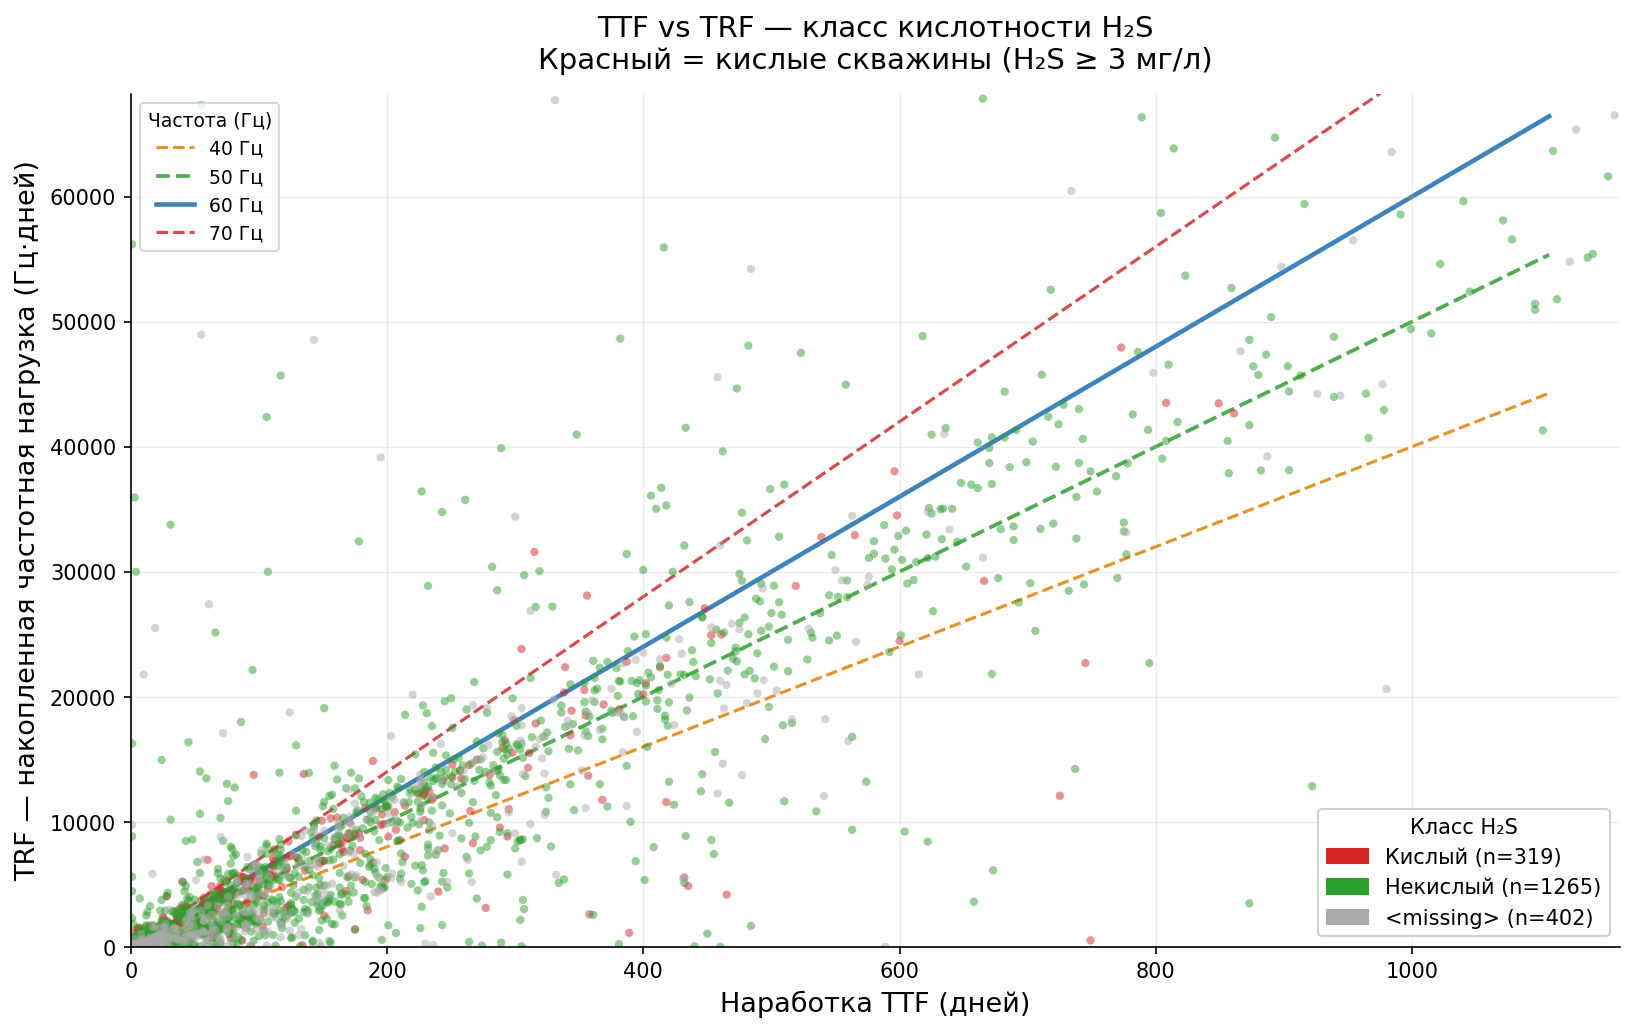 TTF vs TRF — класс кислотности H₂S
Красный = кислые скважины (H₂S ≥ 3 мг/л)
TRF — накопленная частотная нагрузка (Гц·дней)
60000
50000
40000
30000
20000
10000
0
Частота (Гц)
40 Гц
50 Гц
60 Гц
70 Гц
Класс H₂S
Кислый (n=319)
Некислый (n=1265)
<missing> (n=402)
0 200 400 600 800 1000
Наработка TTF (дней)